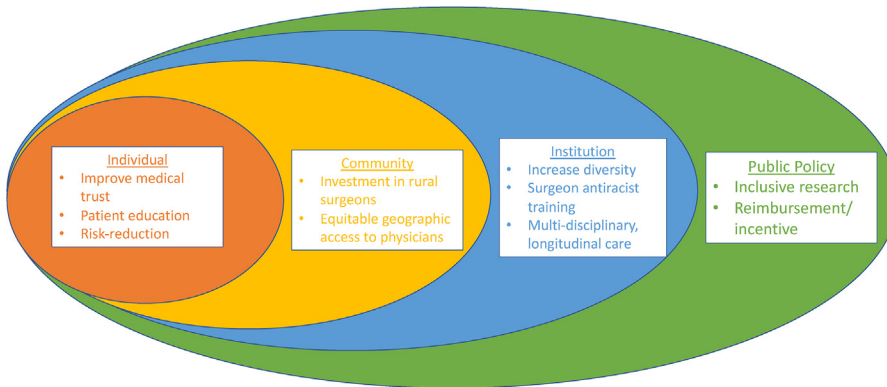 Individual
• Improve medical
trust
• Patient education
• Risk-reduction
Community
• Investment in rural
surgeons
• Equitable geographic
access to physicians
Institution
• Increase diversity
• Surgeon antiracist
training
• Multi-disciplinary,
longitudinal care
Public Policy
• Inclusive research
• Reimbursement/
incentive